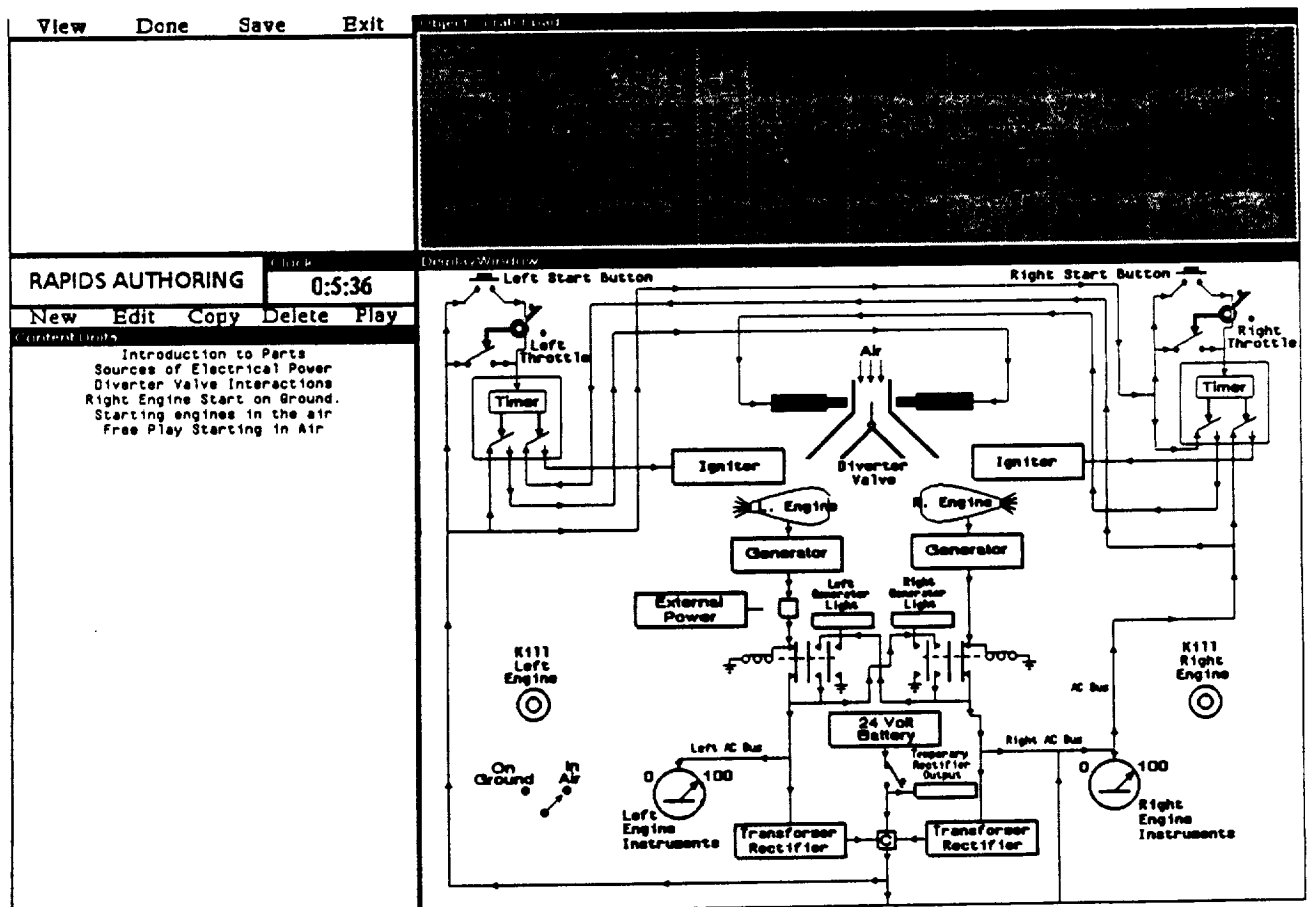 View Done Save Exit
Object Scratchpad
RAPIDS AUTHORING
Clock
0:5:36
New Edit Copy Delete Play
Content Units
Introduction to Parts
Sources of Electrical Power
Diverter Valve Interactions
Right Engine Start on Ground.
Starting engines in the air
Free Play Starting in Air
DisplayWindow
Left Start Button
Right Start Button
Left
Throttle
Right
Throttle
Air
Timer
Timer
Igniter
Diverter
Valve
Igniter
L. Engine
R. Engine
Generator
Generator
External
Power
Left
Generator
Light
Right
Generator
Light
Kill
Left
Engine
Kill
Right
Engine
AC Bus
24 Volt
Battery
Left AC Bus
Right AC Bus
Temporary
Rectifier
Output
On
Ground
In
Air
0 100
Left
Engine
Instruments
0 100
Right
Engine
Instruments
Transformer
Rectifier
C
Transformer
Rectifier